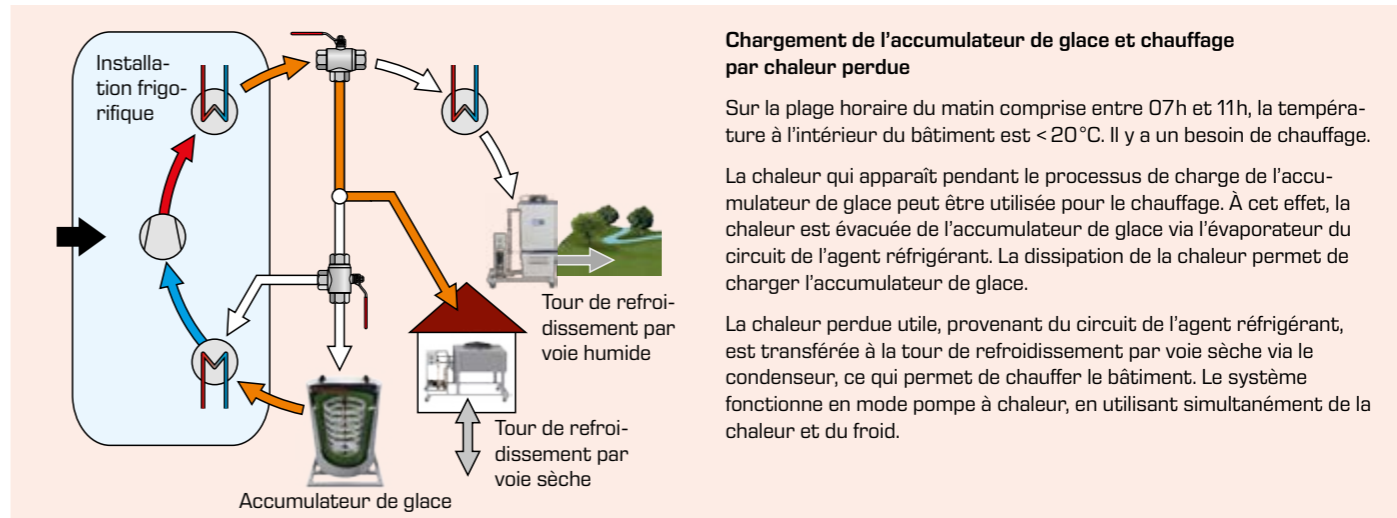 Installa-
tion frigo-
rifique
Tour de refroi-
dissement par
voie humide
Tour de refroi-
dissement par
voie sèche
Accumulateur de glace
Chargement de l'accumulateur de glace et chauffage
par chaleur perdue
Sur la plage horaire du matin comprise entre 07h et 11h, la tempéra-
ture à l'intérieur du bâtiment est <20°C. Il y a un besoin de chauffage.
La chaleur qui apparaît pendant le processus de charge de l'accu-
mulateur de glace peut être utilisée pour le chauffage. À cet effet, la
chaleur est évacuée de l'accumulateur de glace via l'évaporateur du
circuit de l'agent réfrigérant. La dissipation de la chaleur permet de
charger l'accumulateur de glace.
La chaleur perdue utile, provenant du circuit de l'agent réfrigérant,
est transférée à la tour de refroidissement par voie sèche via le
condenseur, ce qui permet de chauffer le bâtiment. Le système
fonctionne en mode pompe à chaleur, en utilisant simultanément de la
chaleur et du froid.